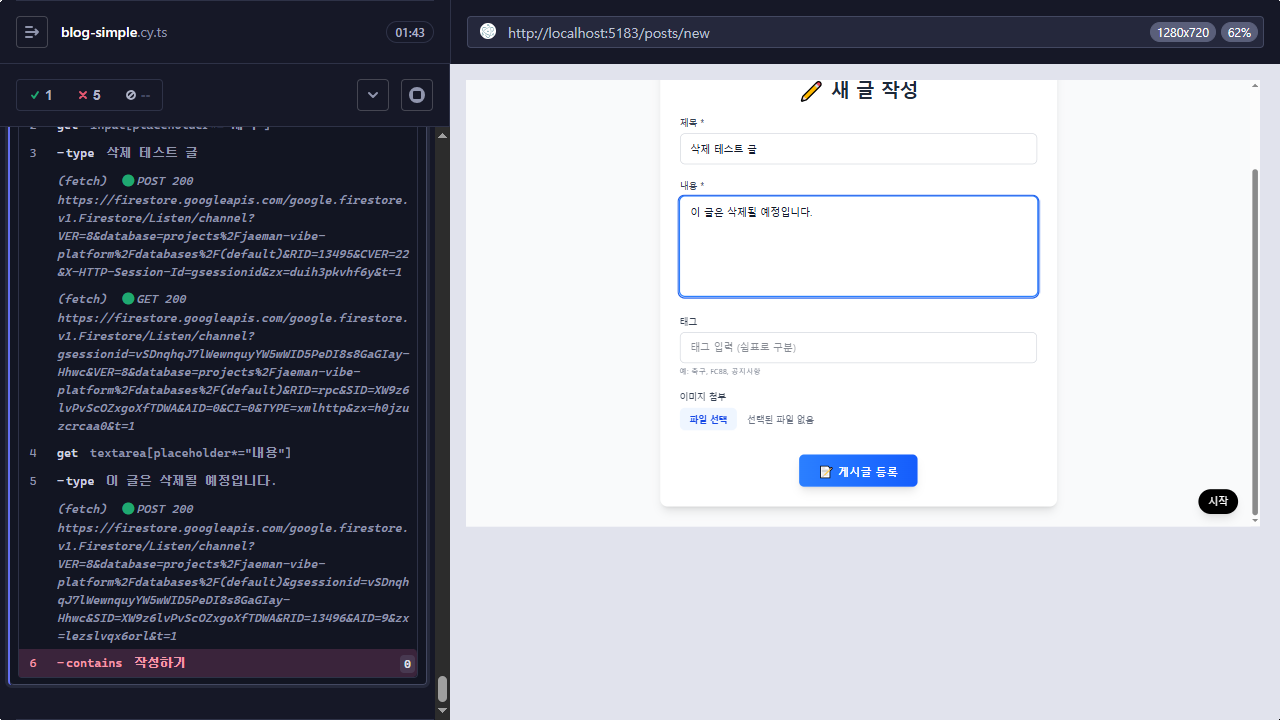 blog-simple.cy.ts
01:43
1
5
--
3 -type 삭제 테스트 글
(fetch) POST 200
https://firestore.googleapis.com/google.firestore.
v1.Firestore/Listen/channel?
VER=8&database=projects%2Fjaeman-vibe-
platform%2Fdatabases%2F(default)&RID=13495&CVER=22
&X-HTTP-Session-Id=gsessionid&zx=duih3pkvhf6y&t=1
(fetch) GET 200
https://firestore.googleapis.com/google.firestore.
v1.Firestore/Listen/channel?
gsessionid=vSDnqhqJ7lWewnquyYW5wWID5PeDI8s8GaGIay-
Hhwc&VER=8&database=projects%2Fjaeman-vibe-
platform%2Fdatabases%2F(default)&RID=rpc&SID=XW9z6
lvPvScOZxgoXfTDWA&AID=0&CI=0&TYPE=xmlhttp&zx=h0jzu
zcrcaa0&t=1
4 get textarea[placeholder*="내용"]
5 -type 이 글은 삭제될 예정입니다.
(fetch) POST 200
https://firestore.googleapis.com/google.firestore.
v1.Firestore/Listen/channel?
VER=8&database=projects%2Fjaeman-vibe-
platform%2Fdatabases%2F(default)&gsessionid=vSDnqh
qJ7lWewnquyYW5wWID5PeDI8s8GaGIay-
Hhwc&SID=XW9z6lvPvScOZxgoXfTDWA&RID=13496&AID=9&zx
=lezslvqx6orl&t=1
6 -contains 작성하기 0
http://localhost:5183/posts/new
1280x720 62%
새 글 작성
제목 *
삭제 테스트 글
내용 *
이 글은 삭제될 예정입니다.
태그
태그 입력 (쉼표로 구분)
예: 축구, FC88, 공지사항
이미지 첨부
파일 선택 선택된 파일 없음
게시글 등록
시작